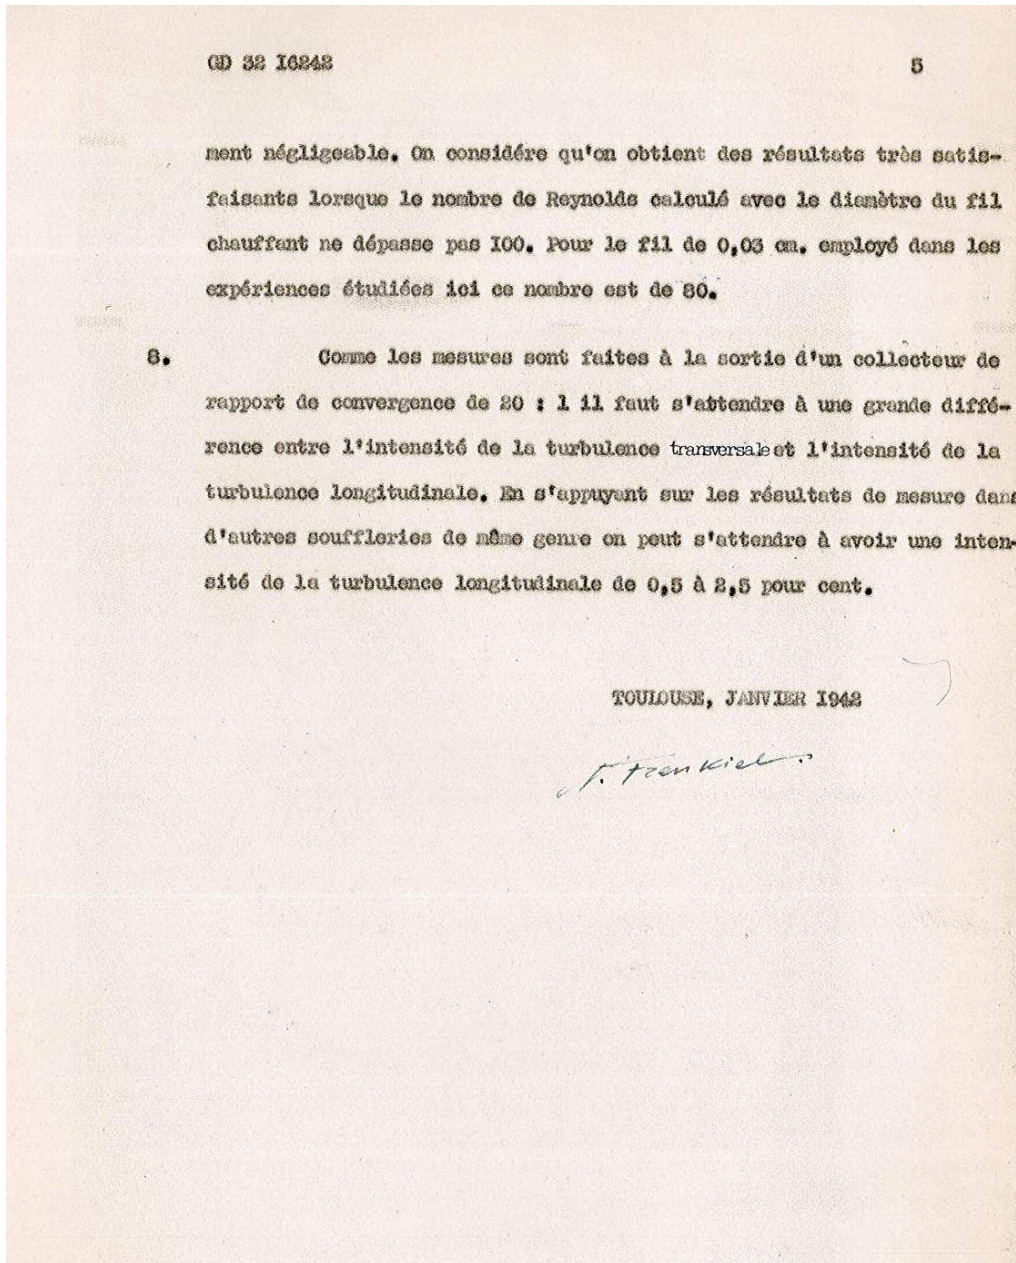 GD 32 I6242 5
ment négligeable. On considére qu'on obtient des résultats très satis-
faisants lorsque le nombre de Reynolds calculé avec le diamètre du fil
chauffant ne dépasse pas I00. Pour le fil de 0,03 cm. employé dans les
expériences étudiées ici ce nombre est de 80.
8. Comme les mesures sont faites à la sortie d'un collecteur de
rapport de convergence de 20 : l il faut s'attendre à une grande diffé-
rence entre l'intensité de la turbulence transversale et l'intensité de la
turbulence longitudinale. En s'appuyant sur les résultats de mesure dans
d'autres souffleries de même genre on peut s'attendre à avoir une inten-
sité de la turbulence longitudinale de 0,5 à 2,5 pour cent.
TOULOUSE, JANVIER I942
F. Frenkiel.